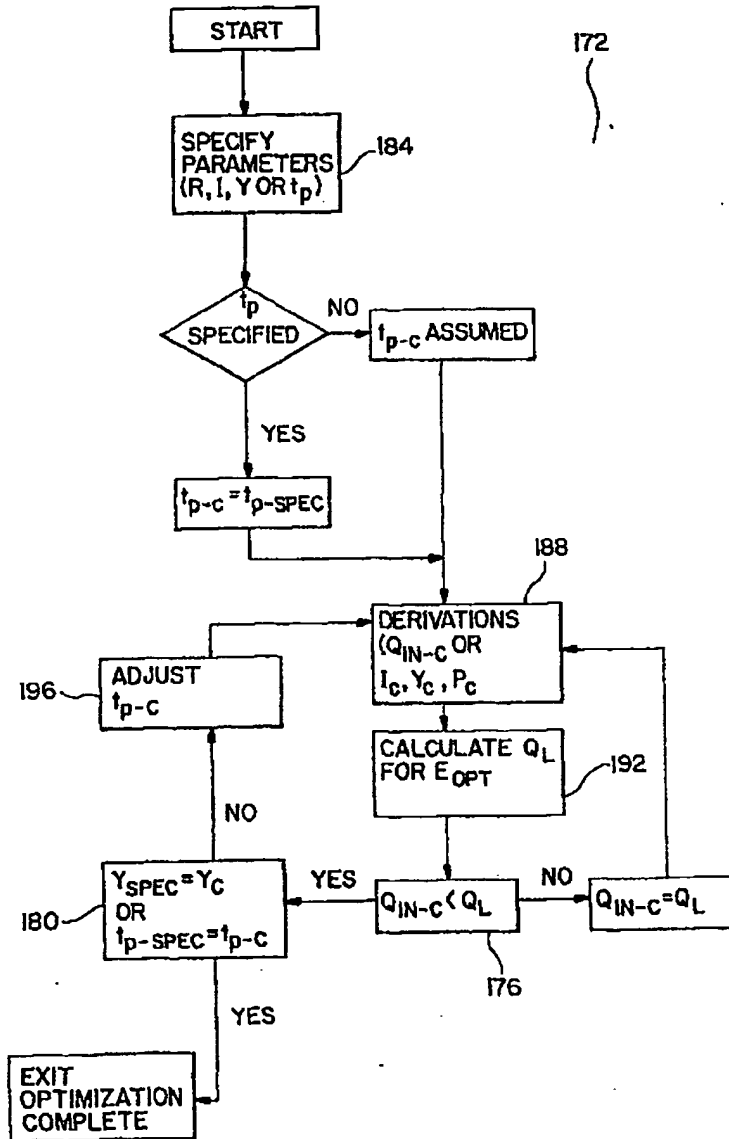 START
172
SPECIFY
PARAMETERS
(R, I, Y OR tp)
184
tp
SPECIFIED
NO
tp-c ASSUMED
YES
tp-c = tp-SPEC
188
DERIVATIONS
(QIN-C OR
IC, YC, PC
ADJUST
tp-C
196
CALCULATE QL
FOR EOPT
192
NO
YSPEC = YC
OR
tp-SPEC = tp-C
180
YES
QIN-C < QL
NO
QIN-C = QL
176
YES
EXIT
OPTIMIZATION
COMPLETE